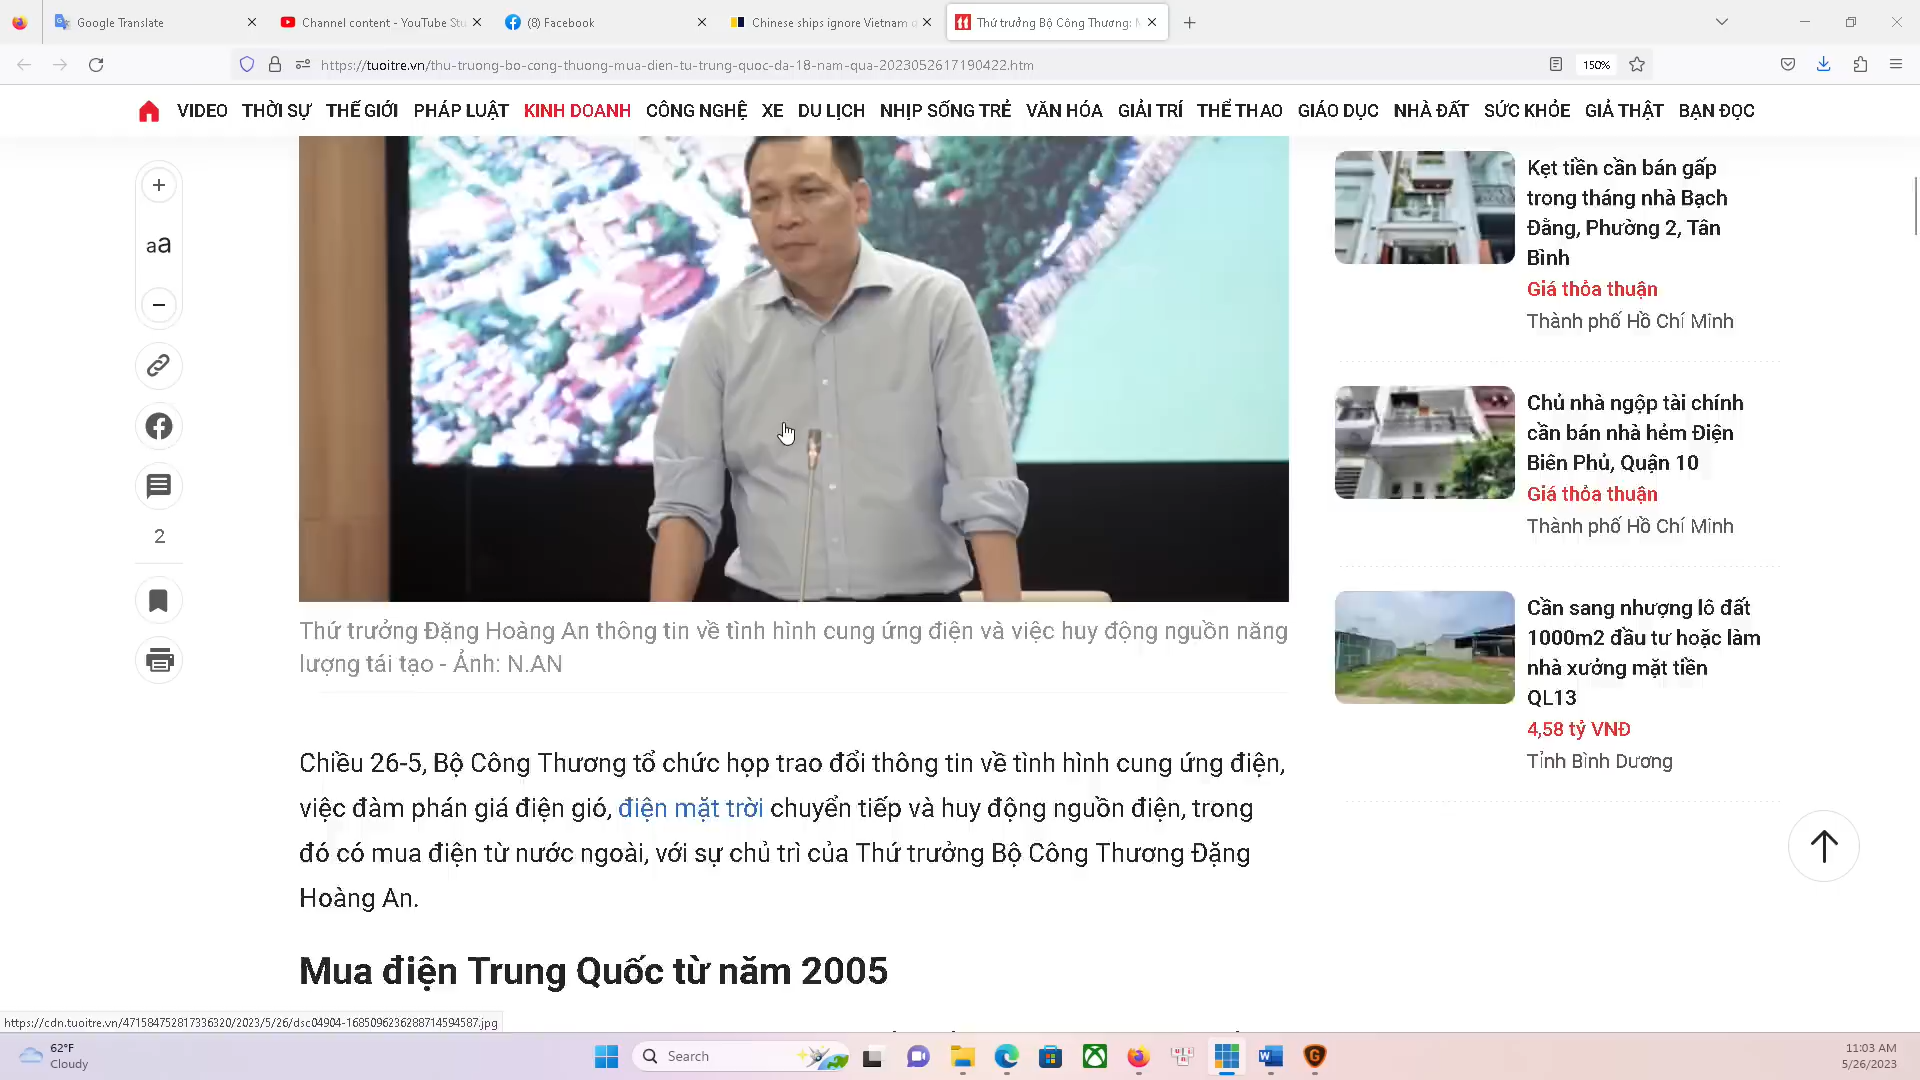 Google Translate
Channel content - YouTube Stu
(8) Facebook
Chinese ships ignore Vietnam
Thứ trưởng Bộ Công Thương:
https://tuoitre.vn/thu-truong-bo-cong-thuong-mua-dien-tu-trung-quoc-da-18-nam-qua-20230526171904​22.htm
150%
VIDEO THỜI SỰ THẾ GIỚI PHÁP LUẬT KINH DOANH CÔNG NGHỆ XE DU LỊCH NHỊP SỐNG TRẺ VĂN HÓA GIẢI TRÍ THỂ THAO GIÁO DỤC NHÀ ĐẤT SỨC KHỎE GIẢ THẬT BẠN ĐỌC
aa
2
Thứ trưởng Đặng Hoàng An thông tin về tình hình cung ứng điện và việc huy động nguồn năng
lượng tái tạo - Ảnh: N.AN
Chiều 26-5, Bộ Công Thương tổ chức họp trao đổi thông tin về tình hình cung ứng điện,
việc đàm phán giá điện gió, điện mặt trời chuyển tiếp và huy động nguồn điện, trong
đó có mua điện từ nước ngoài, với sự chủ trì của Thứ trưởng Bộ Công Thương Đặng
Hoàng An.
Mua điện Trung Quốc từ năm 2005
Kẹt tiền cần bán gấp
trong tháng nhà Bạch
Đằng, Phường 2, Tân
Bình
Giá thỏa thuận
Thành phố Hồ Chí Minh
Chủ nhà ngộp tài chính
cần bán nhà hẻm Điện
Biên Phủ, Quận 10
Giá thỏa thuận
Thành phố Hồ Chí Minh
Cần sang nhượng lô đất
1000m2 đầu tư hoặc làm
nhà xưởng mặt tiền
QL13
4,58 tỷ VNĐ
Tỉnh Bình Dương
https://cdn.tuoitre.vn/471584752817336320/2023/5/26/dsc04904-1685096236288714594587.jpg
62°F
Cloudy
Search
11:03 AM
5/26/2023